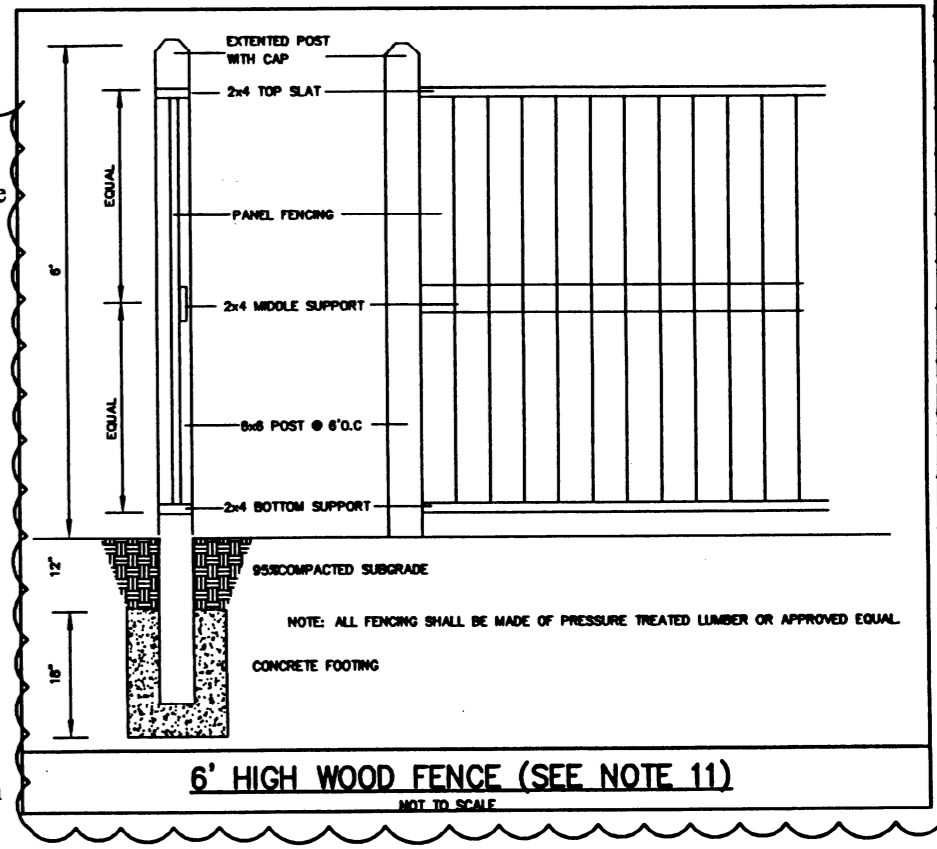 EXTENTED POST
WITH CAP
2x4 TOP SLAT
EQUAL
PANEL FENCING
6'
2x4 MIDDLE SUPPORT
EQUAL
6x6 POST @ 6'O.C
2x4 BOTTOM SUPPORT
12"
95%COMPACTED SUBGRADE
NOTE: ALL FENCING SHALL BE MADE OF PRESSURE TREATED LUMBER OR APPROVED EQUAL
CONCRETE FOOTING
18"
6' HIGH WOOD FENCE (SEE NOTE 11)
NOT TO SCALE